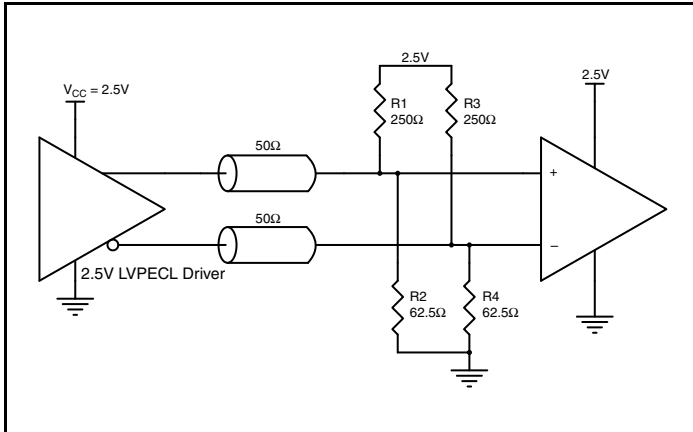 2.5V
2.5V
V_CC = 2.5V
R1
250Ω
R3
250Ω
50Ω
+
50Ω
−
2.5V LVPECL Driver
R2
62.5Ω
R4
62.5Ω